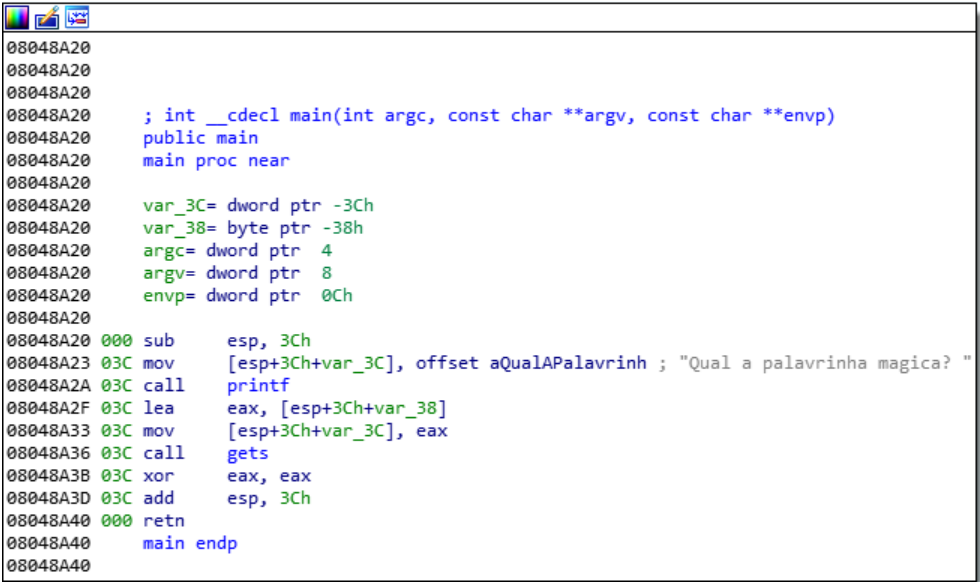 08048A20
08048A20
08048A20
08048A20 ; int __cdecl main(int argc, const char **argv, const char **envp)
08048A20 public main
08048A20 main proc near
08048A20
08048A20 var_3C= dword ptr -3Ch
08048A20 var_38= byte ptr -38h
08048A20 argc= dword ptr  4
08048A20 argv= dword ptr  8
08048A20 envp= dword ptr  0Ch
08048A20
08048A20 000 sub     esp, 3Ch
08048A23 03C mov     [esp+3Ch+var_3C], offset aQualAPalavrinh ; "Qual a palavrinha magica? "
08048A2A 03C call    printf
08048A2F 03C lea     eax, [esp+3Ch+var_38]
08048A33 03C mov     [esp+3Ch+var_3C], eax
08048A36 03C call    gets
08048A3B 03C xor     eax, eax
08048A3D 03C add     esp, 3Ch
08048A40 000 retn
08048A40 main endp
08048A40